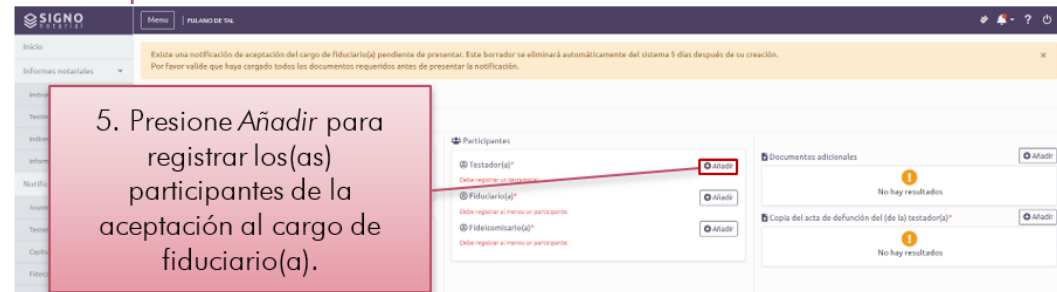 SIGNO
notarial
Menu
FULANO DE TAL
?
Inicio
Existe una notificación de aceptación del cargo de fiduciario(a) pendiente de presentar. Este borrador se eliminará automáticamente del sistema 5 días después de su creación.
Por favor valide que haya cargado todos los documentos requeridos antes de presentar la notificación.
×
Informes notariales
5. Presione Añadir para
registrar los(as)
participantes de la
aceptación al cargo de
fiduciario(a).
Participantes
Testador(a)*
Añadir
Debe registrar un testador(a).
Fiduciario(a)*
Añadir
Debe registrar al menos un participante.
Fideicomisario(a)*
Añadir
Debe registrar al menos un participante.
Documentos adicionales
Añadir
No hay resultados
Copia del acta de defunción del (de la) testador(a)*
Añadir
No hay resultados